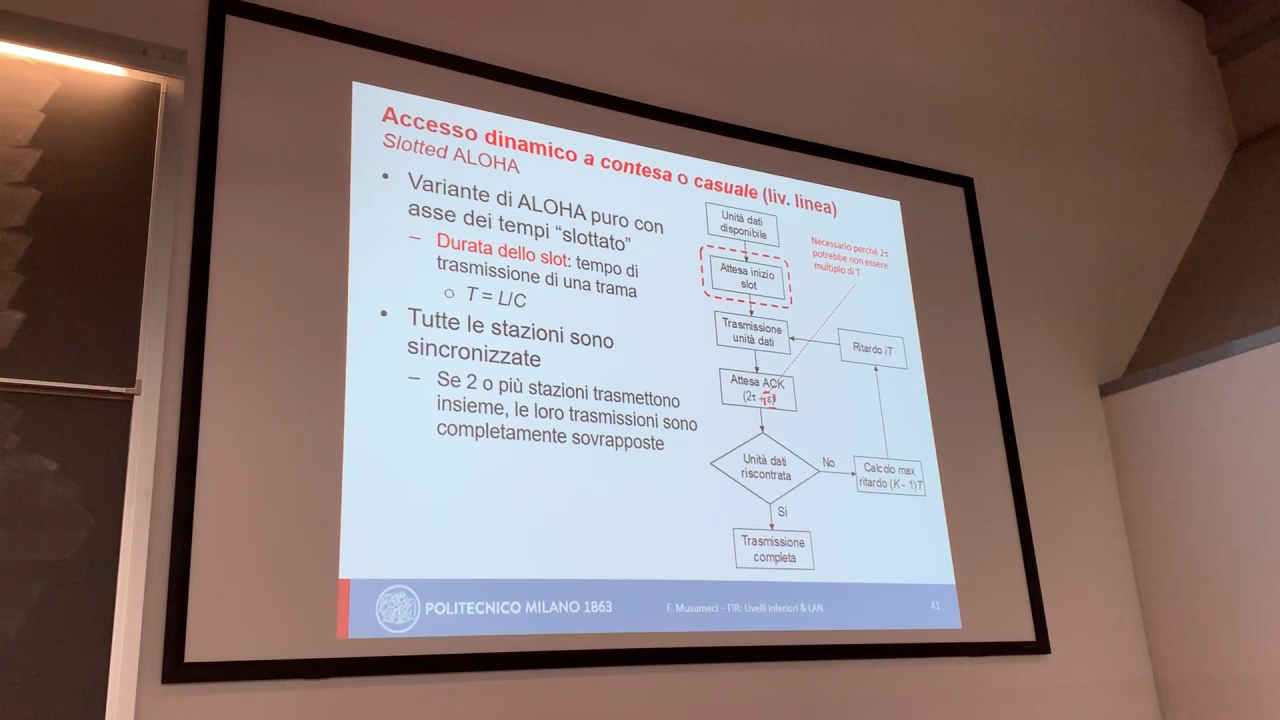 Accesso dinamico a contesa o casuale (liv. linea)
Slotted ALOHA
• Variante di ALOHA puro con
asse dei tempi “slottato”
– Durata dello slot: tempo di
trasmissione di una trama
○ T = L/C
• Tutte le stazioni sono
sincronizzate
– Se 2 o più stazioni trasmettono
insieme, le loro trasmissioni sono
completamente sovrapposte
Unità dati
disponibile
Necessario perché 2τ
potrebbe non essere
multiplo di T
Attesa inizio
slot
Trasmissione
unità dati
Ritardo iT
Attesa ACK
(2τ + ε)
Unità dati
riscontrata
No
Calcolo max
ritardo (K - 1)T
Sì
Trasmissione
completa
POLITECNICO MILANO 1863
F. Musumeci – FIR: Livelli inferiori & LAN
41